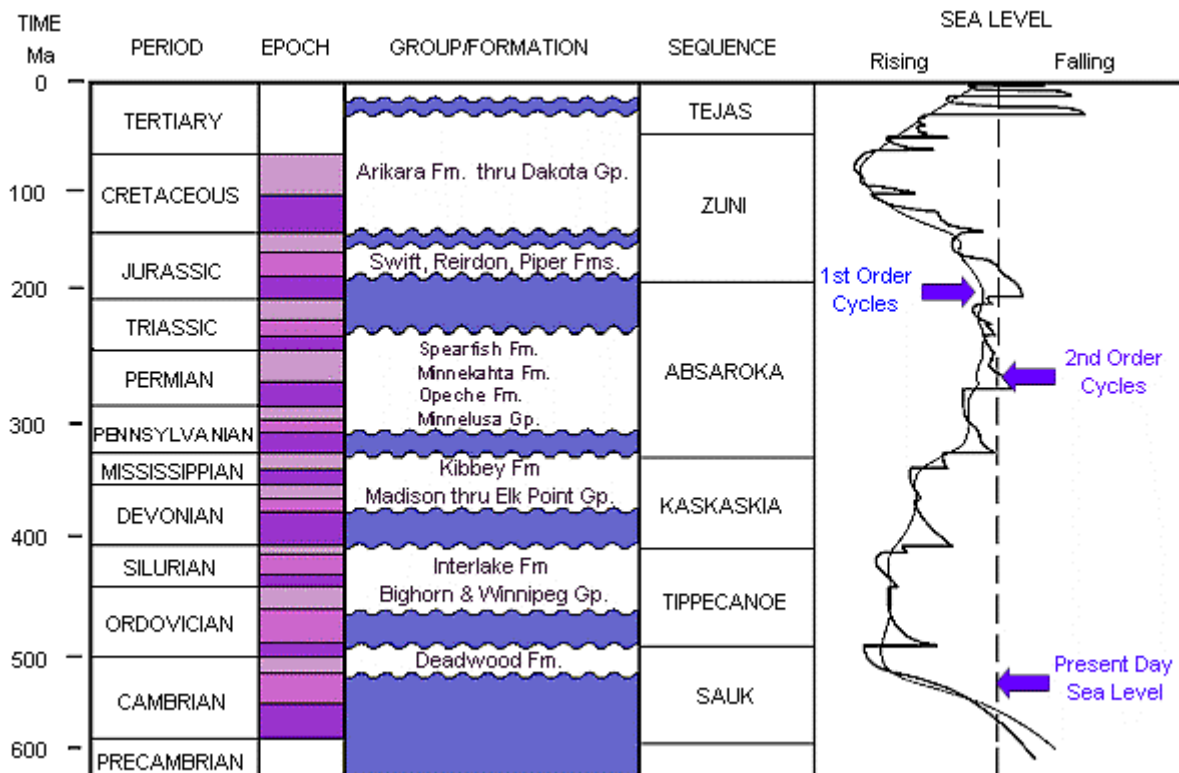 TIME
Ma
PERIOD
EPOCH
GROUP/FORMATION
SEQUENCE
SEA LEVEL
Rising
Falling
0
100
200
300
400
500
600
TERTIARY
CRETACEOUS
JURASSIC
TRIASSIC
PERMIAN
PENNSYLVANIAN
MISSISSIPPIAN
DEVONIAN
SILURIAN
ORDOVICIAN
CAMBRIAN
PRECAMBRIAN
Arikara Fm. thru Dakota Gp.
Swift, Reirdon, Piper Fms.
Spearfish Fm.
Minnekahta Fm.
Opeche Fm.
Minnelusa Gp.
Kibbey Fm
Madison thru Elk Point Gp.
Interlake Fm
Bighorn & Winnipeg Gp.
Deadwood Fm.
TEJAS
ZUNI
ABSAROKA
KASKASKIA
TIPPECANOE
SAUK
1st Order
Cycles
2nd Order
Cycles
Present Day
Sea Level